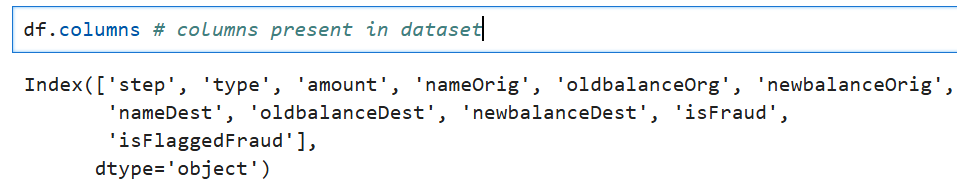 df.columns # columns present in dataset
Index(['step', 'type', 'amount', 'nameOrig', 'oldbalanceOrg', 'newbalanceOrig',
'nameDest', 'oldbalanceDest', 'newbalanceDest', 'isFraud',
'isFlaggedFraud'],
dtype='object')